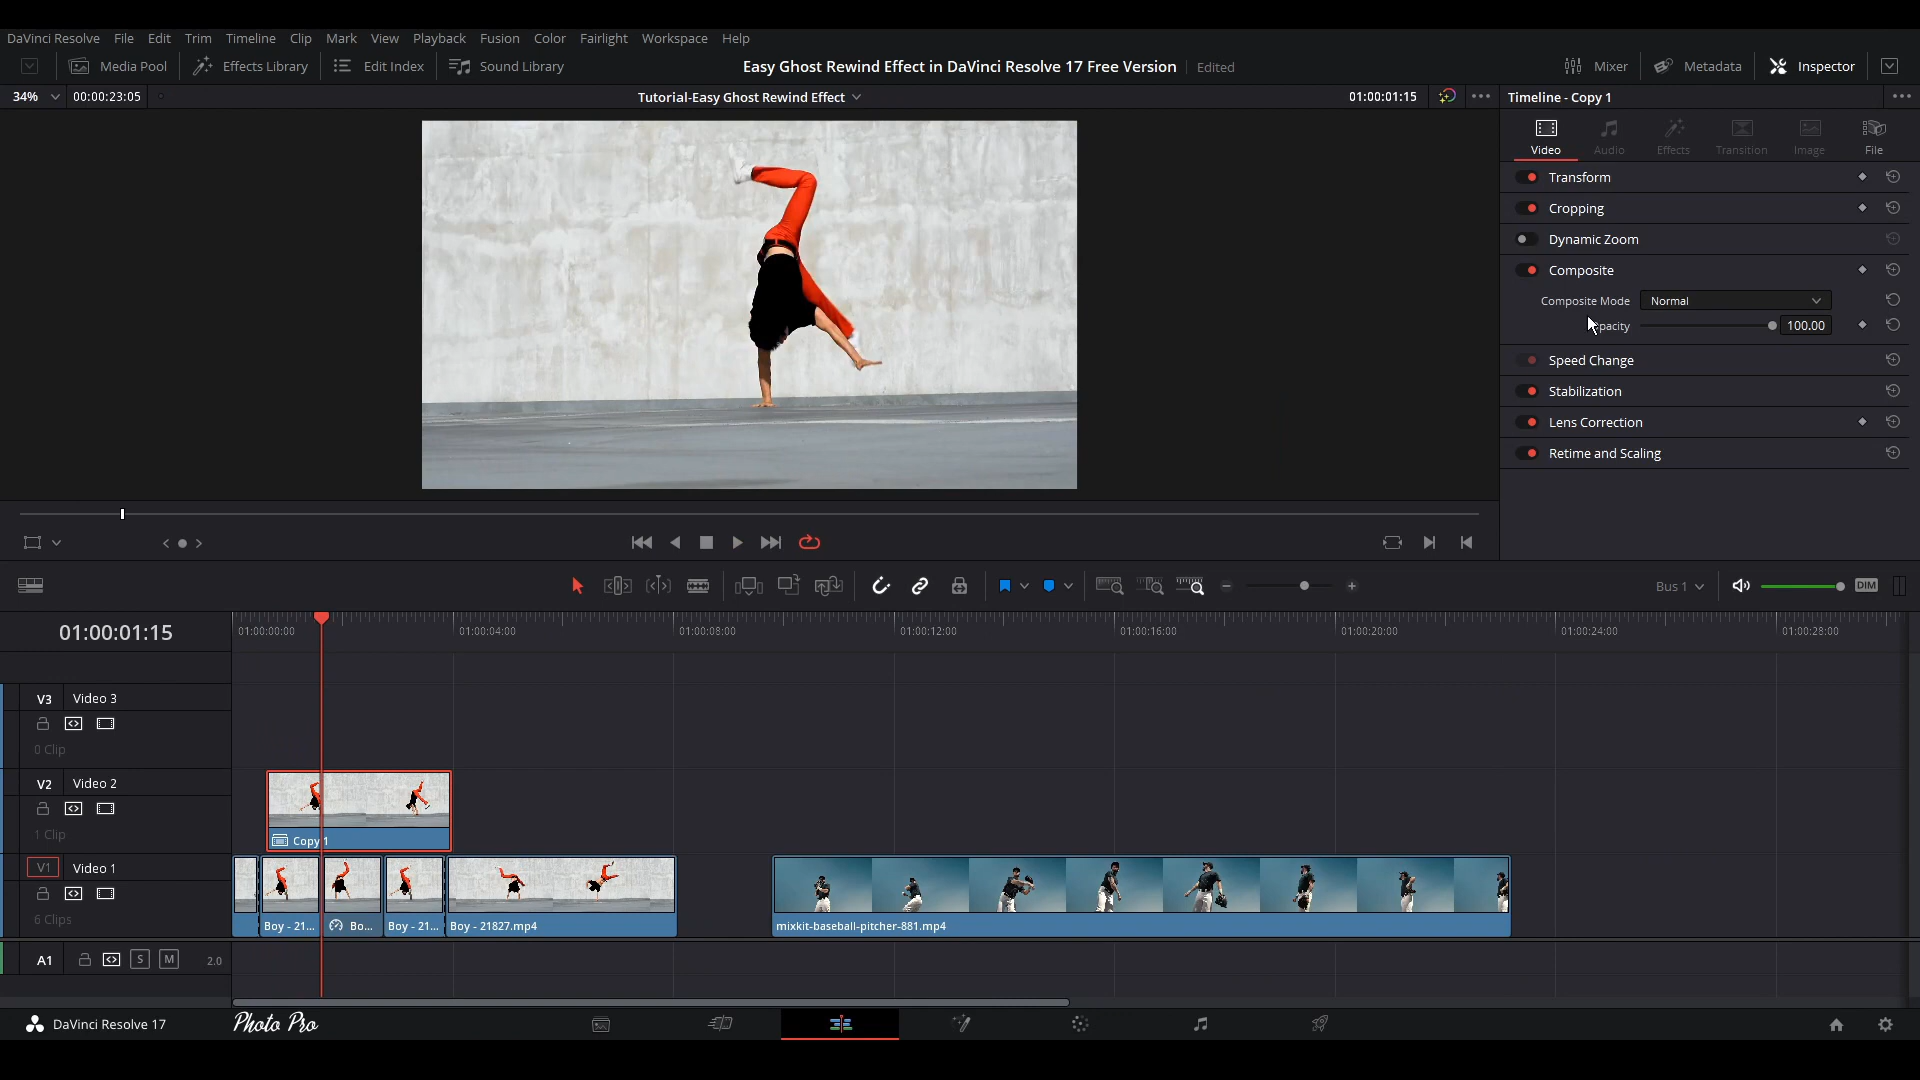 DaVinci Resolve File Edit Trim Timeline Clip Mark View Playback Fusion Color Fairlight Workspace Help
Media Pool Effects Library Edit Index Sound Library Easy Ghost Rewind Effect in DaVinci Resolve 17 Free Version Edited Mixer Metadata Inspector
34% 00:00:23:05 Tutorial-Easy Ghost Rewind Effect 01:00:01:15 Timeline - Copy 1
Video Audio Effects Transition Image File
Transform
Cropping
Dynamic Zoom
Composite
Composite Mode Normal
pacity 100.00
Speed Change
Stabilization
Lens Correction
Retime and Scaling
Bus 1 DIM
01:00:01:15 01:00:00:00 01:00:04:00 01:00:08:00 01:00:12:00 01:00:16:00 01:00:20:00 01:00:24:00 01:00:28:00
V3 Video 3
0 Clip
V2 Video 2
1 Clip
Copy 1
V1 Video 1
6 Clips
Boy - 21... Bo... Boy - 21... Boy - 21827.mp4 mixkit-baseball-pitcher-881.mp4
A1 S M 2.0
DaVinci Resolve 17 Photo Pro